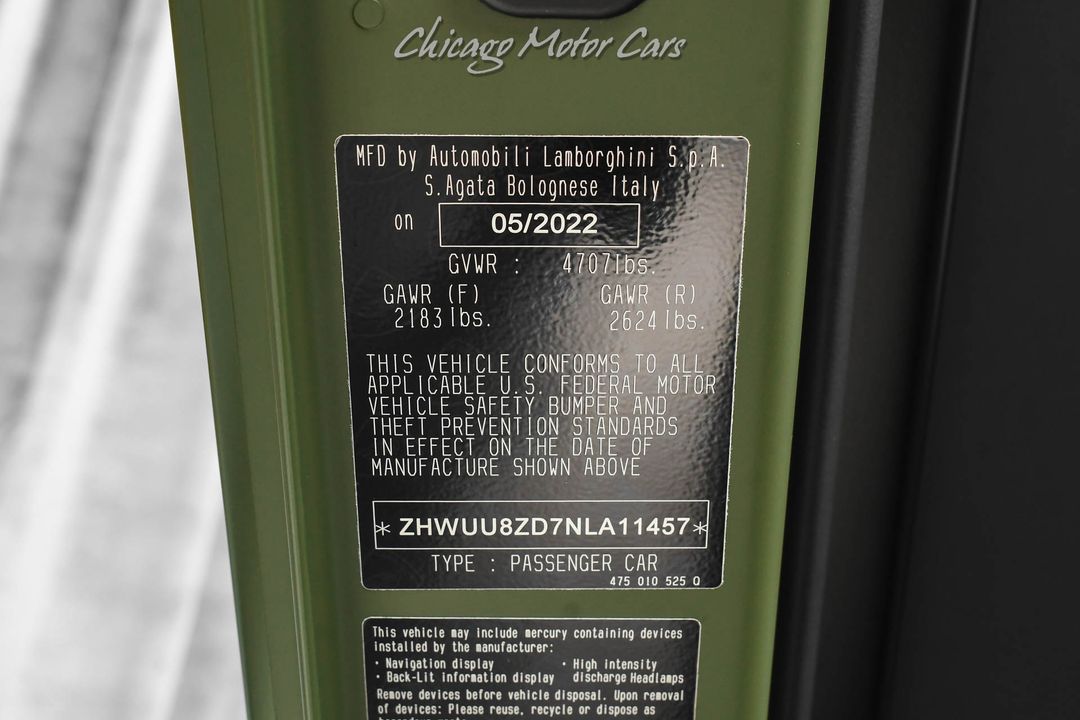 Chicago Motor Cars
MFD by Automobili Lamborghini S.p.A.
S.Agata Bolognese Italy
on 05/2022
GVWR : 4707lbs.
GAWR (F) GAWR (R)
2183lbs. 2624lbs.
THIS VEHICLE CONFORMS TO ALL
APPLICABLE U.S. FEDERAL MOTOR
VEHICLE SAFETY BUMPER AND
THEFT PREVENTION STANDARDS
IN EFFECT ON THE DATE OF
MANUFACTURE SHOWN ABOVE
* ZHWUU8ZD7NLA11457*
TYPE : PASSENGER CAR
475 010 525 Q
This vehicle may include mercury containing devices
installed by the manufacturer:
· Navigation display · High intensity
· Back-Lit information display discharge Headlamps
Remove devices before vehicle disposal. Upon removal
of devices: Please reuse, recycle or dispose as